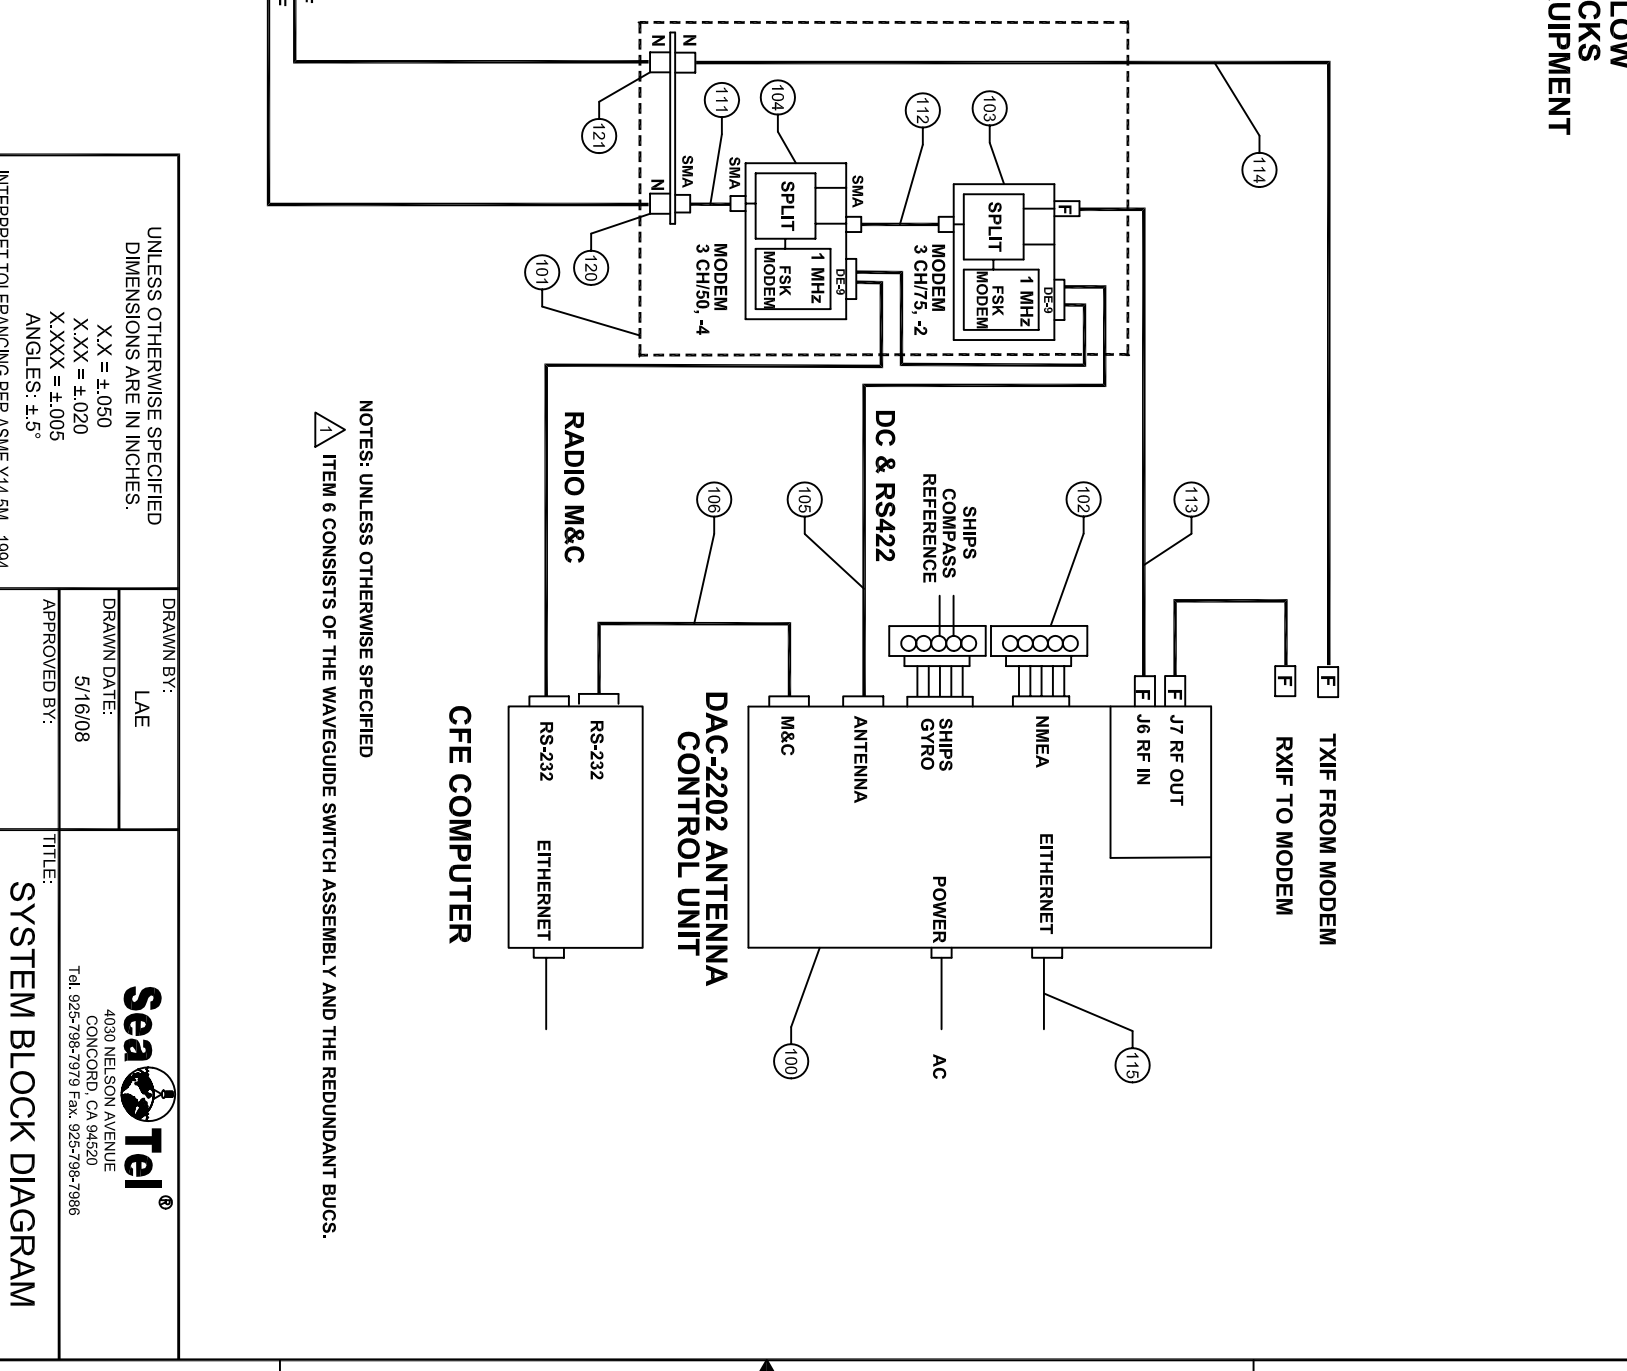 LOW
CKS
UIPMENT
TXIF FROM MODEM
RXIF TO MODEM
F
F
114
113
102
105
106
103
112
104
111
121
120
101
115
100
N
N
N
SMA
SMA
SMA
F
SPLIT
1 MHz
FSK
MODEM
DE-9
MODEM
3 CH/75, -2
SPLIT
1 MHz
FSK
MODEM
DE-9
MODEM
3 CH/50, -4
DC & RS422
RADIO M&C
SHIPS
COMPASS
REFERENCE
F
F
J7 RF OUT
J6 RF IN
NMEA
SHIPS
GYRO
ANTENNA
M&C
EITHERNET
POWER
AC
DAC-2202 ANTENNA
CONTROL UNIT
RS-232
RS-232
EITHERNET
CFE COMPUTER
NOTES: UNLESS OTHERWISE SPECIFIED
1 ITEM 6 CONSISTS OF THE WAVEGUIDE SWITCH ASSEMBLY AND THE REDUNDANT BUCS.
UNLESS OTHERWISE SPECIFIED
DIMENSIONS ARE IN INCHES.
X.X = ±.050
X.XX = ±.020
X.XXX = ±.005
ANGLES: ±.5°
INTERPRET TOLERANCING PER ASME Y14.5M 1994
DRAWN BY:
LAE
DRAWN DATE:
5/16/08
APPROVED BY:
Sea Tel ®
4030 NELSON AVENUE
CONCORD, CA 94520
Tel. 925-798-7979 Fax. 925-798-7986
TITLE:
SYSTEM BLOCK DIAGRAM